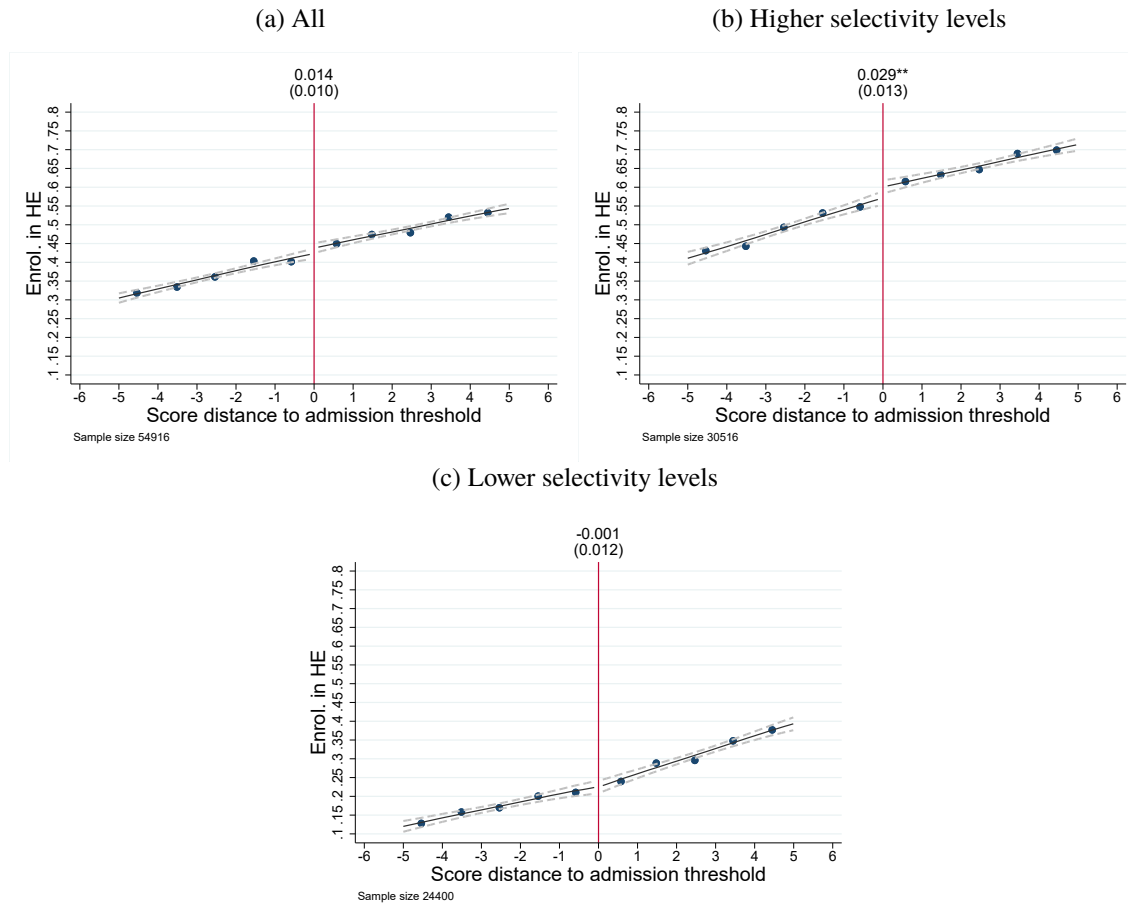 (a) All
0.014
(0.010)
Enrol. in HE
.1 .15 .2 .25 .3 .35 .4 .45 .5 .55 .6 .65 .7 .75 .8
-6 -5 -4 -3 -2 -1 0 1 2 3 4 5 6
Score distance to admission threshold
Sample size 54916
(b) Higher selectivity levels
0.029**
(0.013)
Enrol. in HE
.1 .15 .2 .25 .3 .35 .4 .45 .5 .55 .6 .65 .7 .75 .8
-6 -5 -4 -3 -2 -1 0 1 2 3 4 5 6
Score distance to admission threshold
Sample size 30516
(c) Lower selectivity levels
-0.001
(0.012)
Enrol. in HE
.1 .15 .2 .25 .3 .35 .4 .45 .5 .55 .6 .65 .7 .75 .8
-6 -5 -4 -3 -2 -1 0 1 2 3 4 5 6
Score distance to admission threshold
Sample size 24400